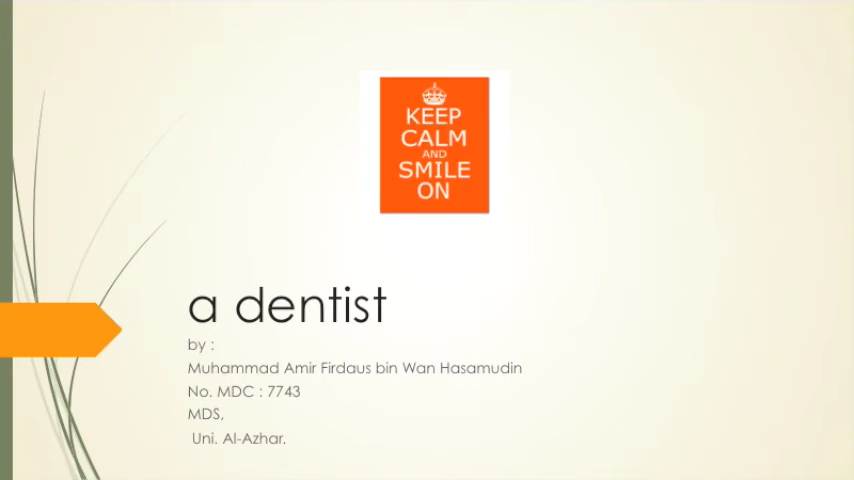 KEEP
CALM
AND
SMILE
ON
a dentist
by :
Muhammad Amir Firdaus bin Wan Hasamudin
No. MDC : 7743
MDS,
Uni. Al-Azhar.